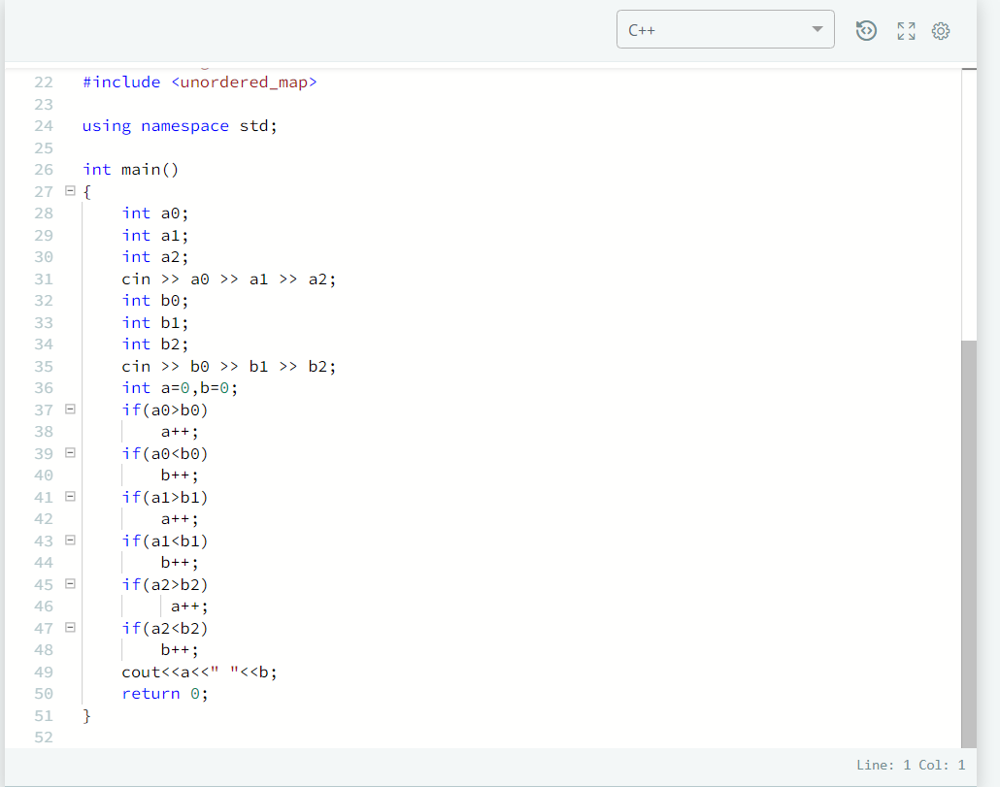 C++
22 #include <unordered_map>
23
24 using namespace std;
25
26 int main()
27 {
28 int a0;
29 int a1;
30 int a2;
31 cin >> a0 >> a1 >> a2;
32 int b0;
33 int b1;
34 int b2;
35 cin >> b0 >> b1 >> b2;
36 int a=0,b=0;
37 if(a0>b0)
38 a++;
39 if(a0<b0)
40 b++;
41 if(a1>b1)
42 a++;
43 if(a1<b1)
44 b++;
45 if(a2>b2)
46 a++;
47 if(a2<b2)
48 b++;
49 cout<<a<<" "<<b;
50 return 0;
51 }
52
Line: 1 Col: 1